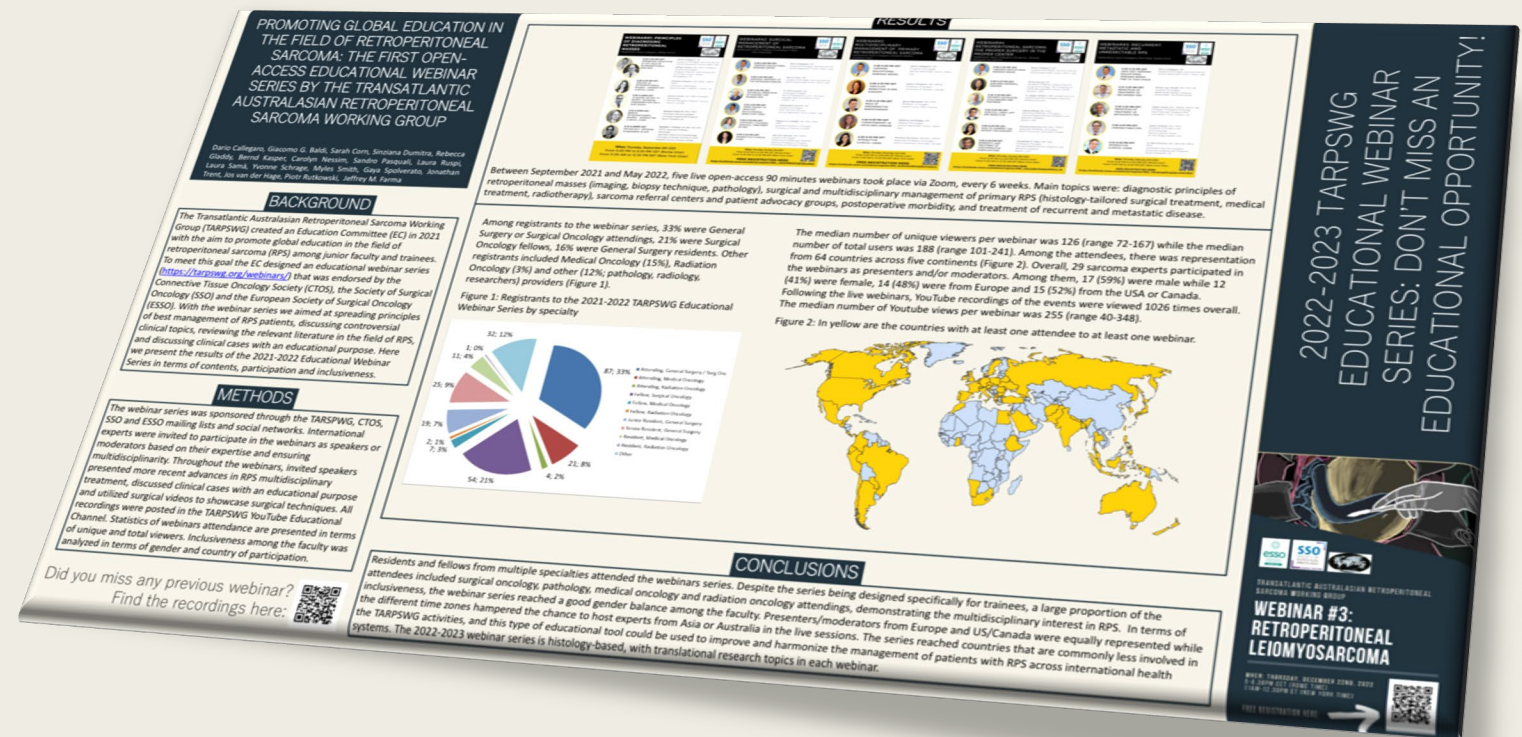 PROMOTING GLOBAL EDUCATION IN
THE FIELD OF RETROPERITONEAL
SARCOMA: THE FIRST OPEN-
ACCESS EDUCATIONAL WEBINAR
SERIES BY THE TRANSATLANTIC
AUSTRALASIAN RETROPERITONEAL
SARCOMA WORKING GROUP
Dario Callegaro, Giacomo G. Baldi, Sarah Corn, Sinziana Dumitra, Rebecca
Gladdy, Bernd Kasper, Carolyn Nessim, Sandro Pasquali, Laura Ruspi,
Laura Samà, Yvonne Schrage, Myles Smith, Gaya Spolverato, Jonathan
Trent, Jos van der Hage, Piotr Rutkowski, Jeffrey M. Farma
BACKGROUND
The Transatlantic Australasian Retroperitoneal Sarcoma Working
Group (TARPSWG) created an Education Committee (EC) in 2021
with the aim to promote global education in the field of
retroperitoneal sarcoma (RPS) among junior faculty and trainees.
To meet this goal the EC designed an educational webinar series
(https://tarpswg.org/webinars/) that was endorsed by the
Connective Tissue Oncology Society (CTOS), the Society of Surgical
Oncology (SSO) and the European Society of Surgical Oncology
(ESSO). With the webinar series we aimed at spreading principles
of best management of RPS patients, discussing controversial
clinical topics, reviewing the relevant literature in the field of RPS,
and discussing clinical cases with an educational purpose. Here
we present the results of the 2021-2022 Educational Webinar
Series in terms of contents, participation and inclusiveness.
METHODS
The webinar series was sponsored through the TARPSWG, CTOS,
SSO and ESSO mailing lists and social networks. International
experts were invited to participate in the webinars as speakers or
moderators based on their expertise and ensuring
multidisciplinarity. Throughout the webinars, invited speakers
presented more recent advances in RPS multidisciplinary
treatment, discussed clinical cases with an educational purpose
and utilized surgical videos to showcase surgical techniques. All
recordings were posted in the TARPSWG YouTube Educational
Channel. Statistics of webinars attendance are presented in terms
of unique and total viewers. Inclusiveness among the faculty was
analyzed in terms of gender and country of participation.
Did you miss any previous webinar?
Find the recordings here:
RESULTS
Between September 2021 and May 2022, five live open-access 90 minutes webinars took place via Zoom, every 6 weeks. Main topics were: diagnostic principles of
retroperitoneal masses (imaging, biopsy technique, pathology), surgical and multidisciplinary management of primary RPS (histology-tailored surgical treatment, medical
treatment, radiotherapy), sarcoma referral centers and patient advocacy groups, postoperative morbidity, and treatment of recurrent and metastatic disease.
Among registrants to the webinar series, 33% were General
Surgery or Surgical Oncology attendings, 21% were Surgical
Oncology fellows, 16% were General Surgery residents. Other
registrants included Medical Oncology (15%), Radiation
Oncology (3%) and other (12%; pathology, radiology,
researchers) providers (Figure 1).
Figure 1: Registrants to the 2021-2022 TARPSWG Educational
Webinar Series by specialty
32; 12%
1; 0%
11; 4%
25; 9%
19; 7%
2; 1%
7; 3%
54; 21%
4; 2%
21; 8%
87; 33%
Attending, General Surgery / Surg Onc
Attending, Medical Oncology
Attending, Radiation Oncology
Fellow, Surgical Oncology
Fellow, Medical Oncology
Fellow, Radiation Oncology
Junior Resident, General Surgery
Senior Resident, General Surgery
Resident, Medical Oncology
Resident, Radiation Oncology
Other
The median number of unique viewers per webinar was 126 (range 72-167) while the median
number of total users was 188 (range 101-241). Among the attendees, there was representation
from 64 countries across five continents (Figure 2). Overall, 29 sarcoma experts participated in
the webinars as presenters and/or moderators. Among them, 17 (59%) were male while 12
(41%) were female, 14 (48%) were from Europe and 15 (52%) from the USA or Canada.
Following the live webinars, YouTube recordings of the events were viewed 1026 times overall.
The median number of Youtube views per webinar was 255 (range 40-348).
Figure 2: In yellow are the countries with at least one attendee to at least one webinar.
CONCLUSIONS
Residents and fellows from multiple specialties attended the webinars series. Despite the series being designed specifically for trainees, a large proportion of the
attendees included surgical oncology, pathology, medical oncology and radiation oncology attendings, demonstrating the multidisciplinary interest in RPS. In terms of
inclusiveness, the webinar series reached a good gender balance among the faculty. Presenters/moderators from Europe and US/Canada were equally represented while
the different time zones hampered the chance to host experts from Asia or Australia in the live sessions. The series reached countries that are commonly less involved in
the TARPSWG activities, and this type of educational tool could be used to improve and harmonize the management of patients with RPS across international health
systems. The 2022-2023 webinar series is histology-based, with translational research topics in each webinar.
2022-2023 TARPSWG
EDUCATIONAL WEBINAR
SERIES: DON'T MISS AN
EDUCATIONAL OPPORTUNITY!
esso
SSO
TRANSATLANTIC AUSTRALASIAN RETROPERITONEAL
SARCOMA WORKING GROUP
WEBINAR #3:
RETROPERITONEAL
LEIOMYOSARCOMA
WHEN: THURSDAY, DECEMBER 22ND, 2022
5-6.30PM CET (ROME TIME)
11AM-12.30PM ET (NEW YORK TIME)
FREE REGISTRATION HERE